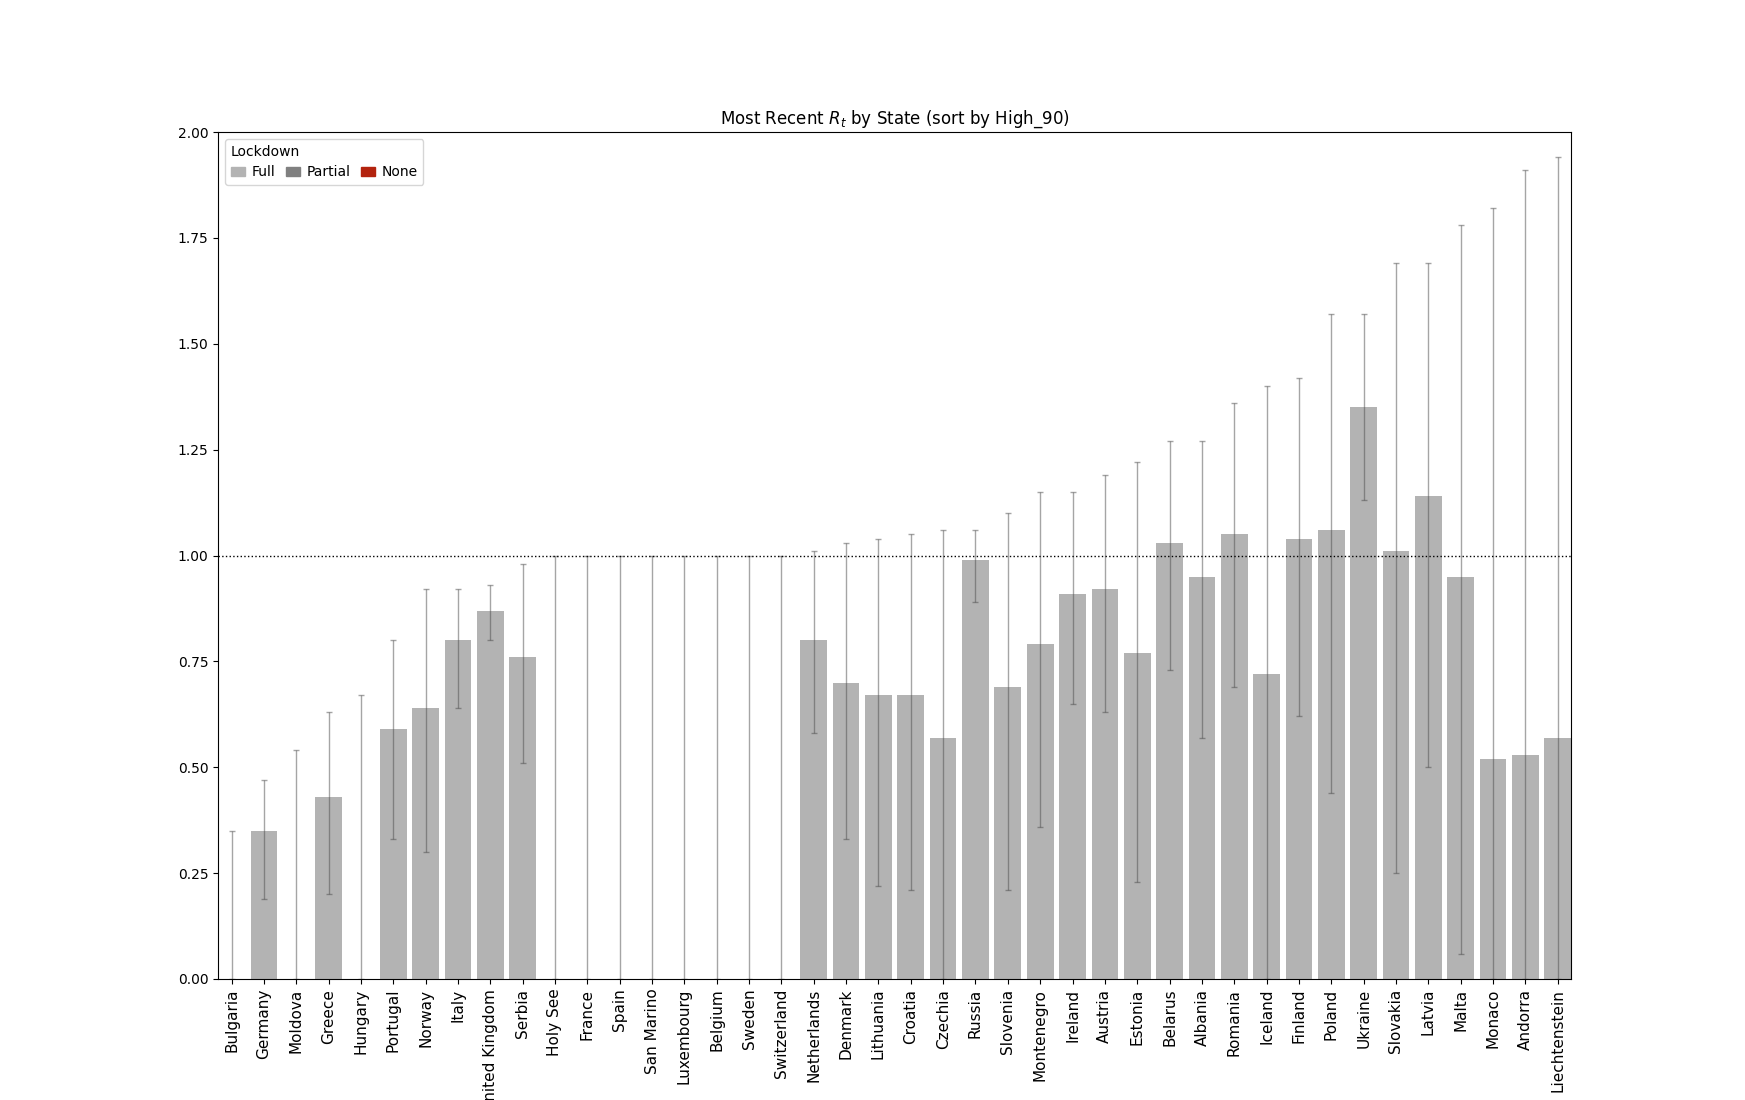 Most Recent Rt by State (sort by High_90)
Lockdown
Full Partial None
2.00
1.75
1.50
1.25
1.00
0.75
0.50
0.25
0.00
Bulgaria
Germany
Moldova
Greece
Hungary
Portugal
Norway
Italy
nited Kingdom
Serbia
Holy See
France
Spain
San Marino
Luxembourg
Belgium
Sweden
Switzerland
Netherlands
Denmark
Lithuania
Croatia
Czechia
Russia
Slovenia
Montenegro
Ireland
Austria
Estonia
Belarus
Albania
Romania
Iceland
Finland
Poland
Ukraine
Slovakia
Latvia
Malta
Monaco
Andorra
Liechtenstein